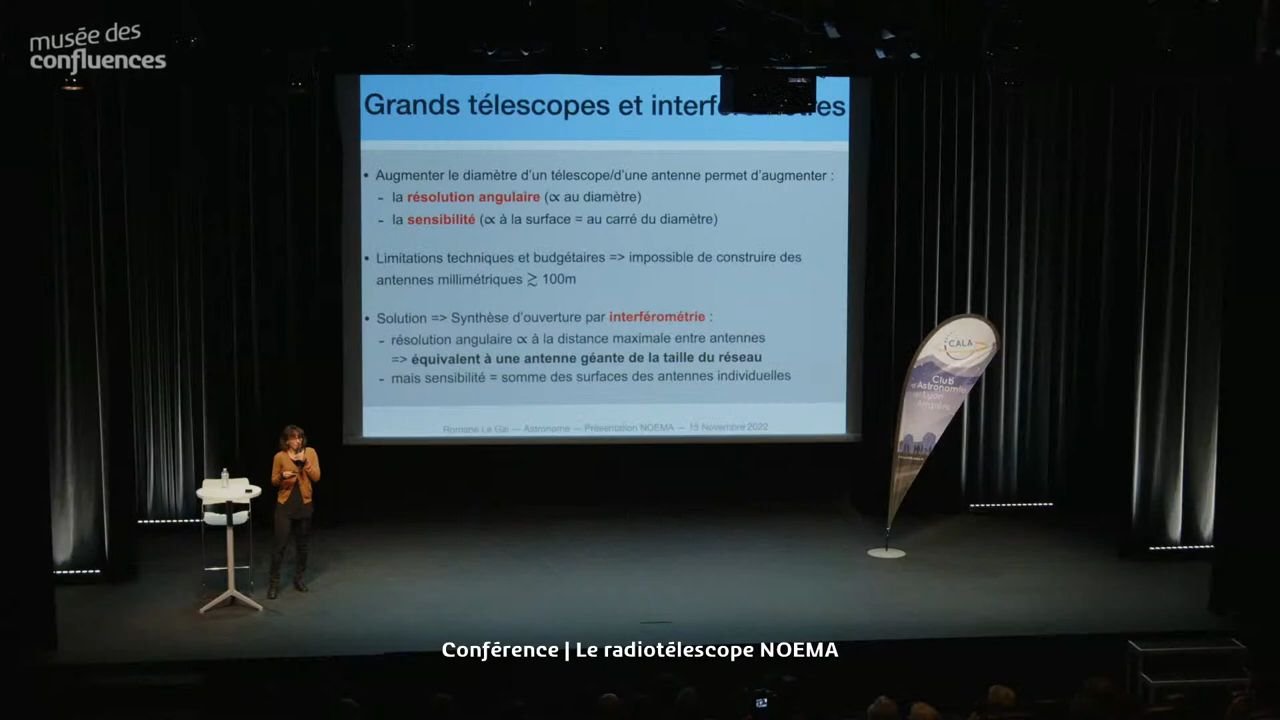 musée des
confluences
Grands télescopes et
Augmenter le diamètre d'un télescope/d'une antenne permet d'augmenter :
- la résolution angulaire (∝ au diamètre)
- la sensibilité (∝ à la surface = au carré du diamètre)
• Limitations techniques et budgétaires => impossible de construire des
antennes millimétriques ≳ 100m
• Solution => Synthèse d'ouverture par interférométrie :
- résolution angulaire ∝ à la distance maximale entre antennes
=> équivalent à une antenne géante de la taille du réseau
- mais sensibilité = somme des surfaces des antennes individuelles
Romane Le Gal — Astronome — Présentation NOEMA — 15 Novembre 2022
CALA
Club
d'Astronomie
de Lyon
Ampère
Conférence | Le radiotélescope NOEMA